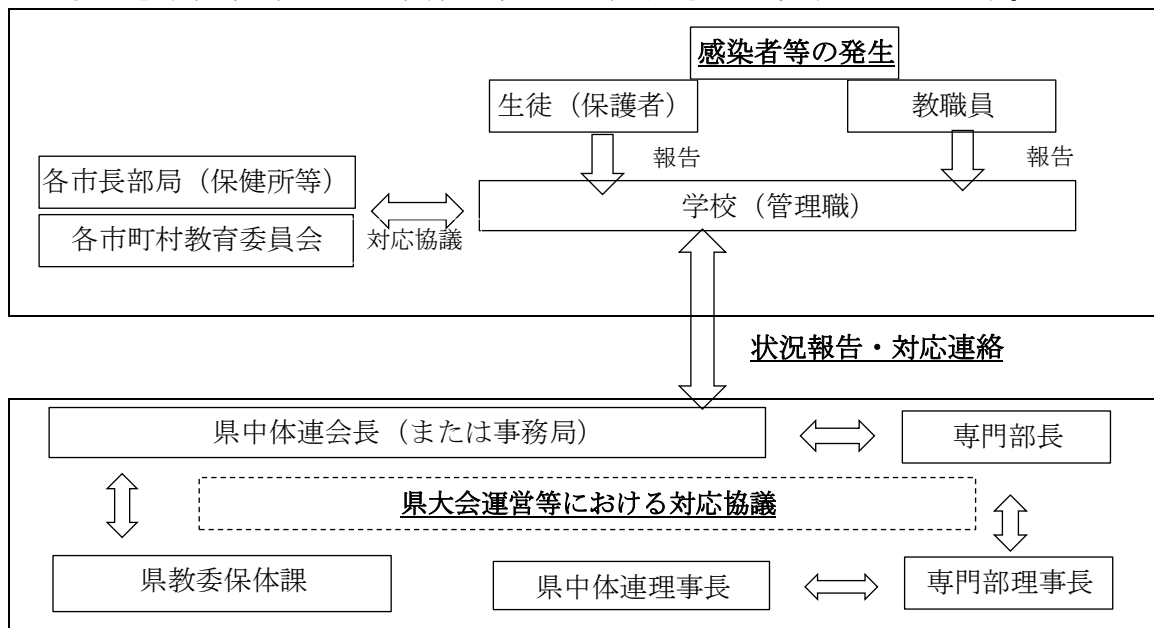 感染者等の発生
生徒（保護者）
教職員
報告
報告
各市長部局（保健所等）
学校（管理職）
各市町村教育委員会
対応協議
状況報告・対応連絡
県中体連会長（または事務局）
専門部長
県大会運営等における対応協議
県教委保体課
県中体連理事長
専門部理事長